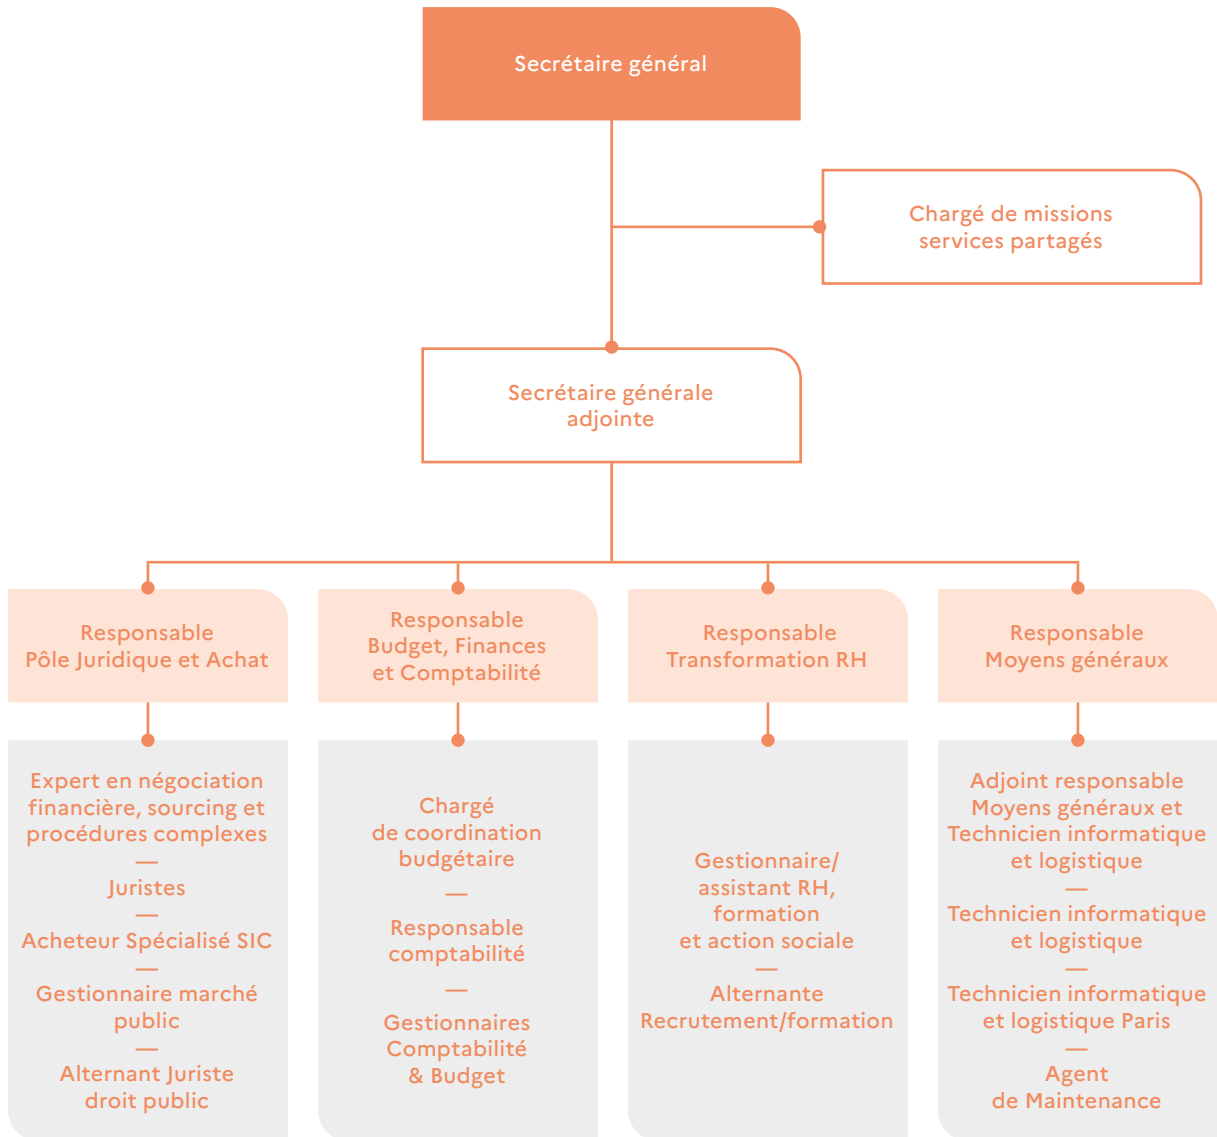 Secrétaire général
Chargé de missions
services partagés
Secrétaire générale
adjointe
Responsable
Pôle Juridique et Achat
Responsable
Budget, Finances
et Comptabilité
Responsable
Transformation RH
Responsable
Moyens généraux
Expert en négociation
financière, sourcing et
procédures complexes
—
Juristes
—
Acheteur Spécialisé SIC
—
Gestionnaire marché
public
—
Alternant Juriste
droit public
Chargé
de coordination
budgétaire
—
Responsable
comptabilité
—
Gestionnaires
Comptabilité
& Budget
Gestionnaire/
assistant RH,
formation
et action sociale
—
Alternante
Recrutement/formation
Adjoint responsable
Moyens généraux et
Technicien informatique
et logistique
—
Technicien informatique
et logistique
—
Technicien informatique
et logistique Paris
—
Agent
de Maintenance